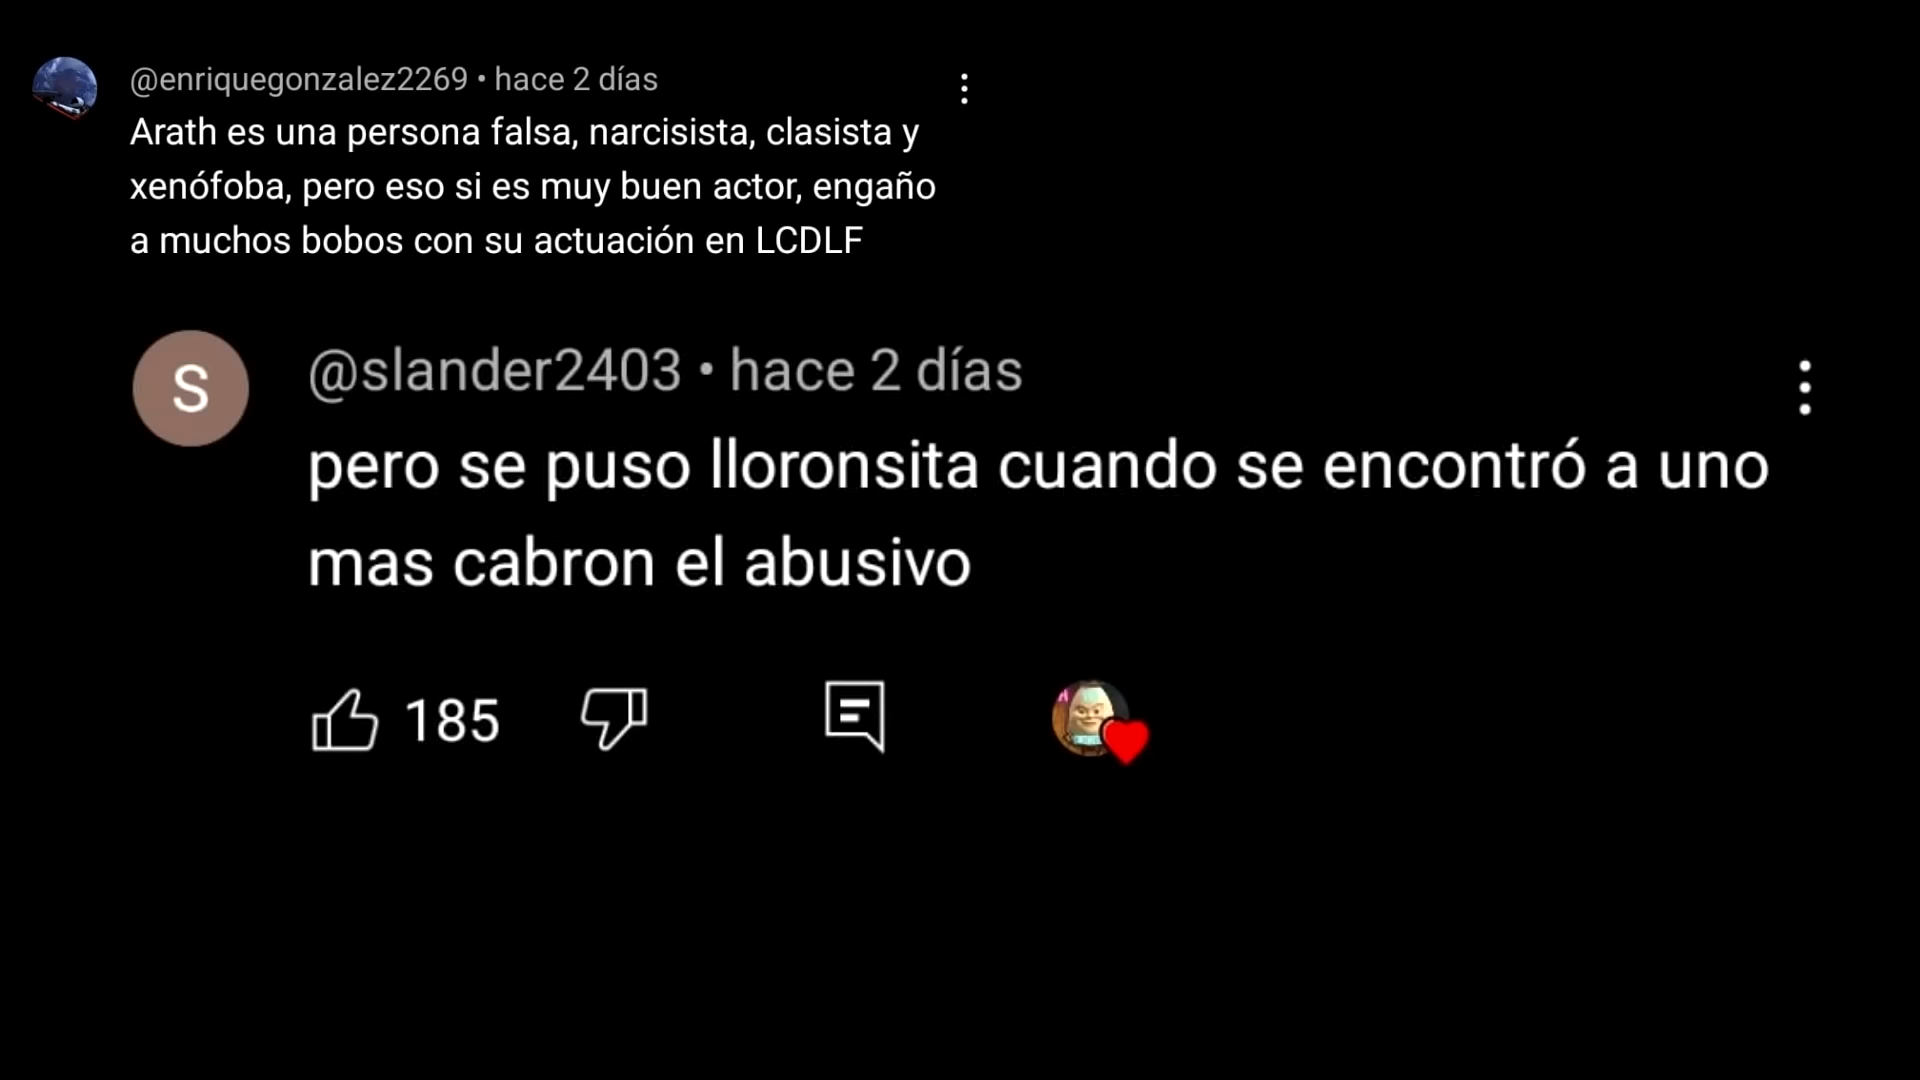 @enriquegonzalez2269 • hace 2 días
Arath es una persona falsa, narcisista, clasista y
xenófoba, pero eso si es muy buen actor, engaño
a muchos bobos con su actuación en LCDLF
S
@slander2403 • hace 2 días
pero se puso lloronsita cuando se encontró a uno
mas cabron el abusivo
185